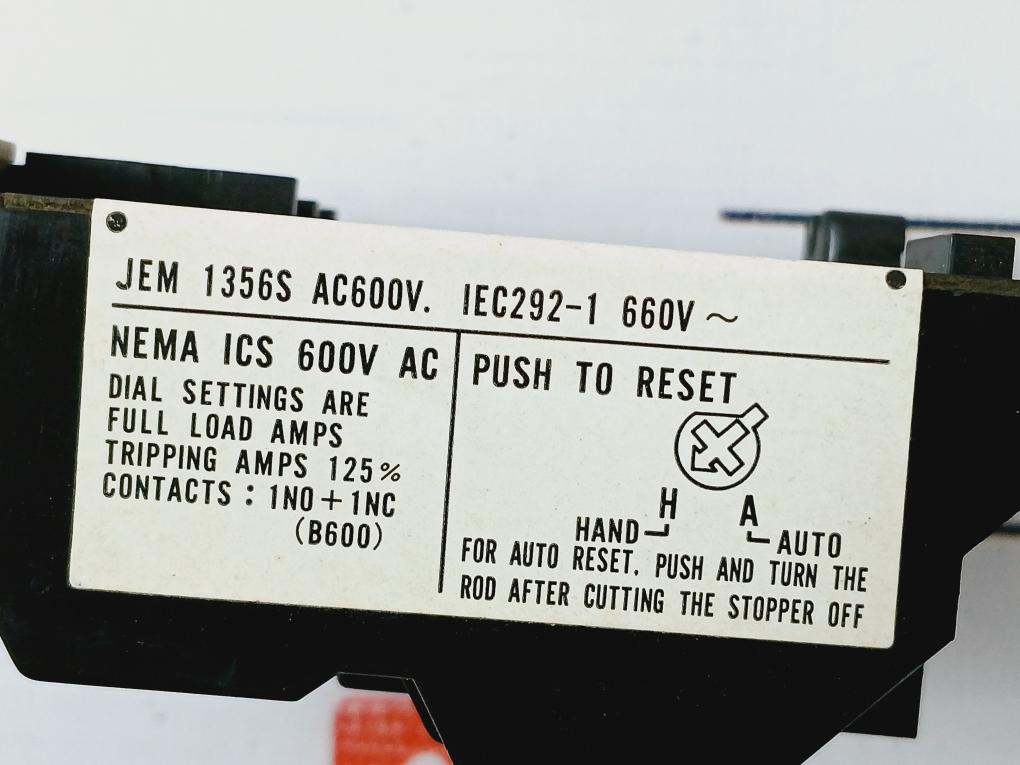 JEM 1356S AC600V. IEC292-1 660V ~
NEMA ICS 600V AC
DIAL SETTINGS ARE
FULL LOAD AMPS
TRIPPING AMPS 125%
CONTACTS : 1NO+1NC
(B600)
PUSH TO RESET
H A
HAND AUTO
FOR AUTO RESET. PUSH AND TURN THE
ROD AFTER CUTTING THE STOPPER OFF